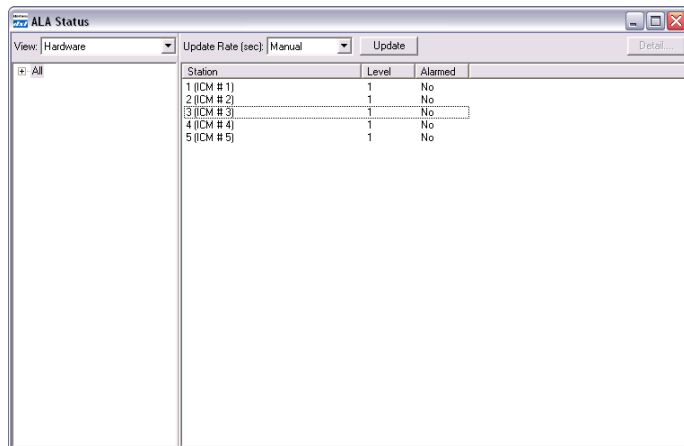 ALA Status
View: Hardware Update Rate (sec): Manual Update Detail...
All
Station Level Alarmed
1 (ICM # 1) 1 No
2 (ICM # 2) 1 No
3 (ICM # 3) 1 No
4 (ICM # 4) 1 No
5 (ICM # 5) 1 No